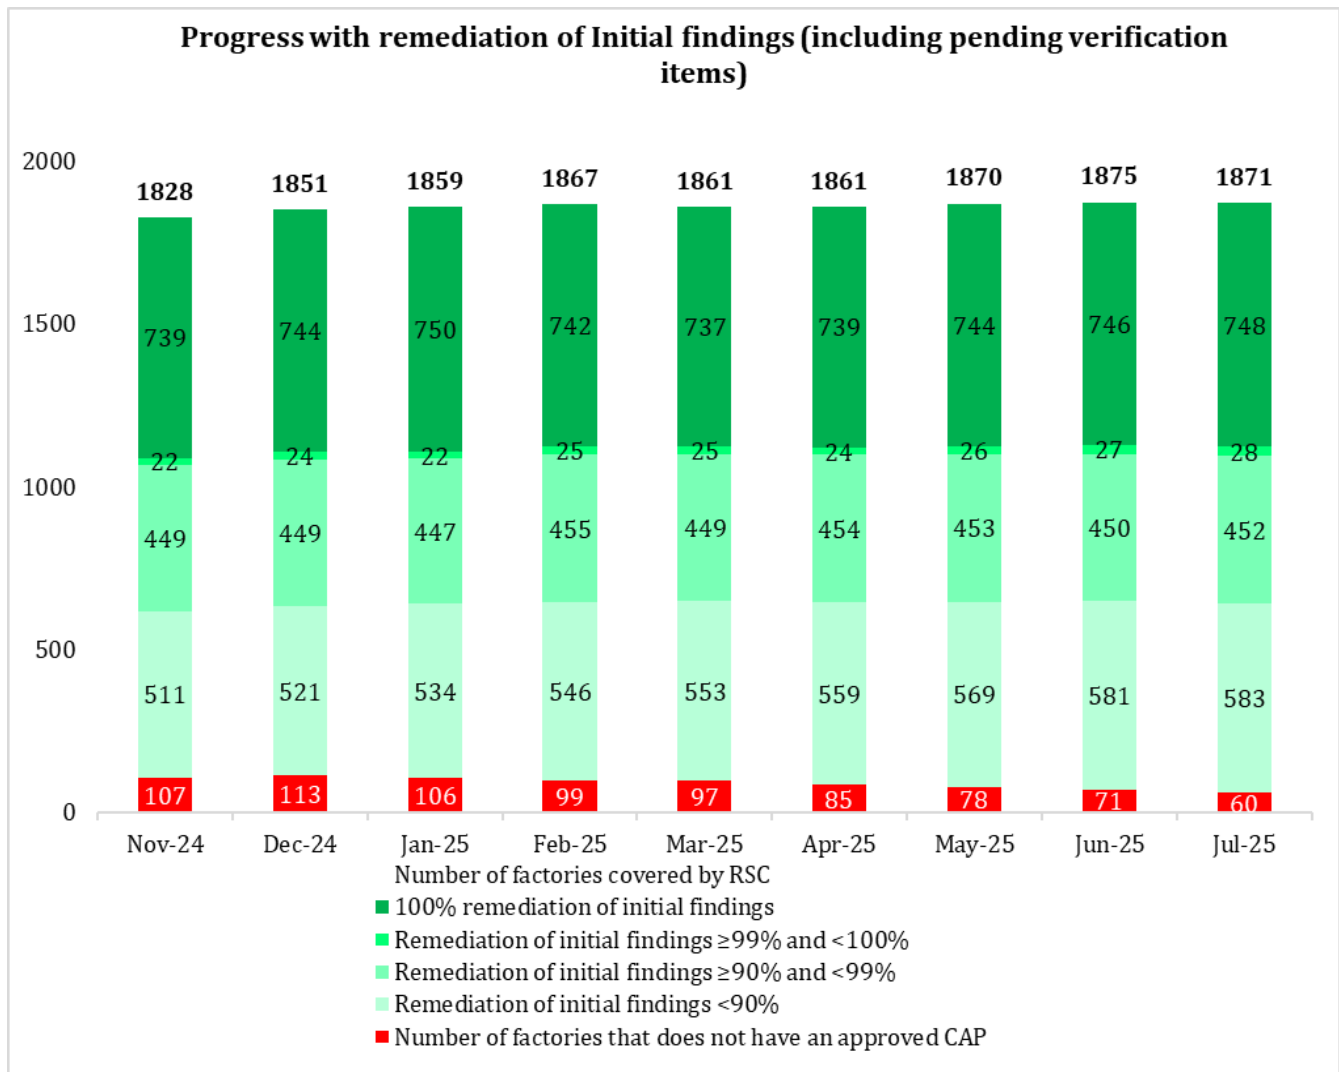 Progress with remediation of Initial findings (including pending verification
items)
2000
1828 1851 1859 1867 1861 1861 1870 1875 1871
1500
739 744 750 742 737 739 744 746 748
22 24 22 25 25 24 26 27 28
1000
449 449 447 455 449 454 453 450 452
500
511 521 534 546 553 559 569 581 583
107 113 106 99 97 85 78 71 60
0
Nov-24 Dec-24 Jan-25 Feb-25 Mar-25 Apr-25 May-25 Jun-25 Jul-25
Number of factories covered by RSC
100% remediation of initial findings
Remediation of initial findings ≥99% and <100%
Remediation of initial findings ≥90% and <99%
Remediation of initial findings <90%
Number of factories that does not have an approved CAP